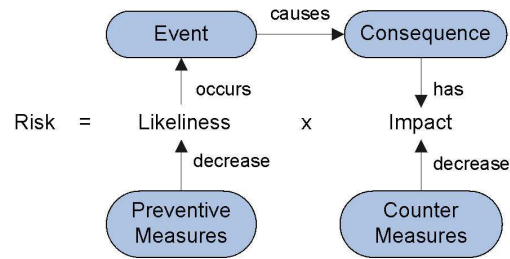 causes
Event Consequence
occurs has
Risk = Likeliness x Impact
decrease decrease
Preventive Counter
Measures Measures